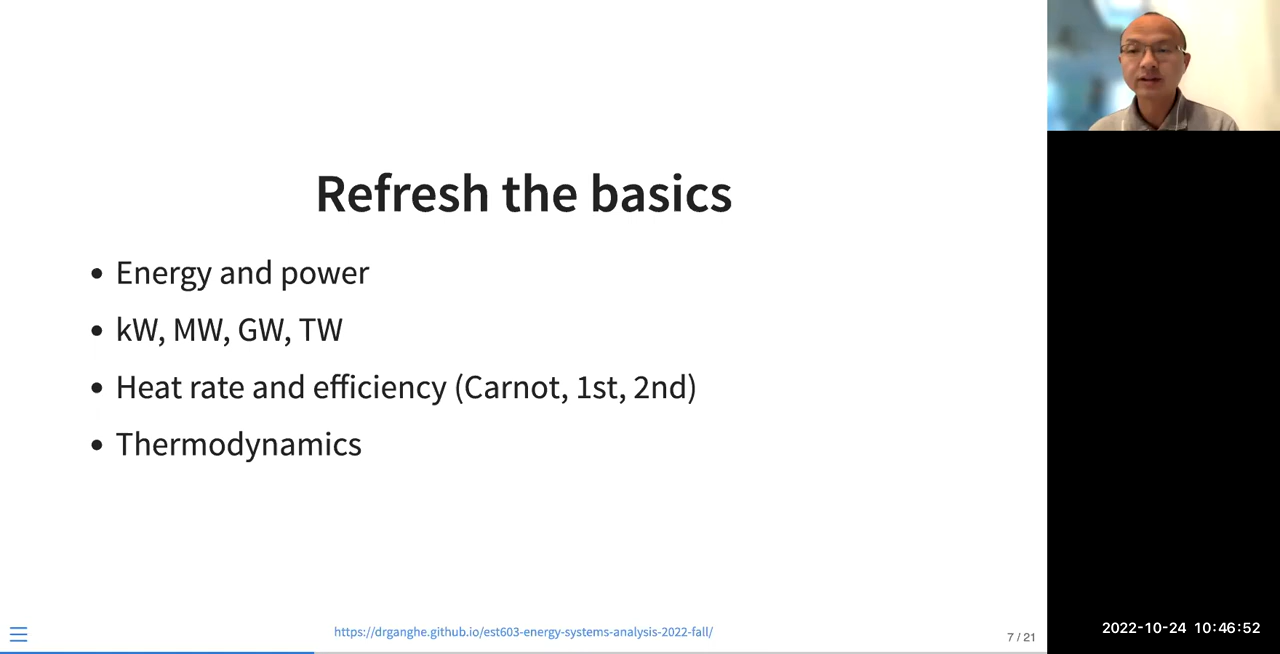 Refresh the basics
• Energy and power
• kW, MW, GW, TW
• Heat rate and efficiency (Carnot, 1st, 2nd)
• Thermodynamics
https://drganghe.github.io/est603-energy-systems-analysis-2022-fall/
7 / 21
2022-10-24 10:46:52